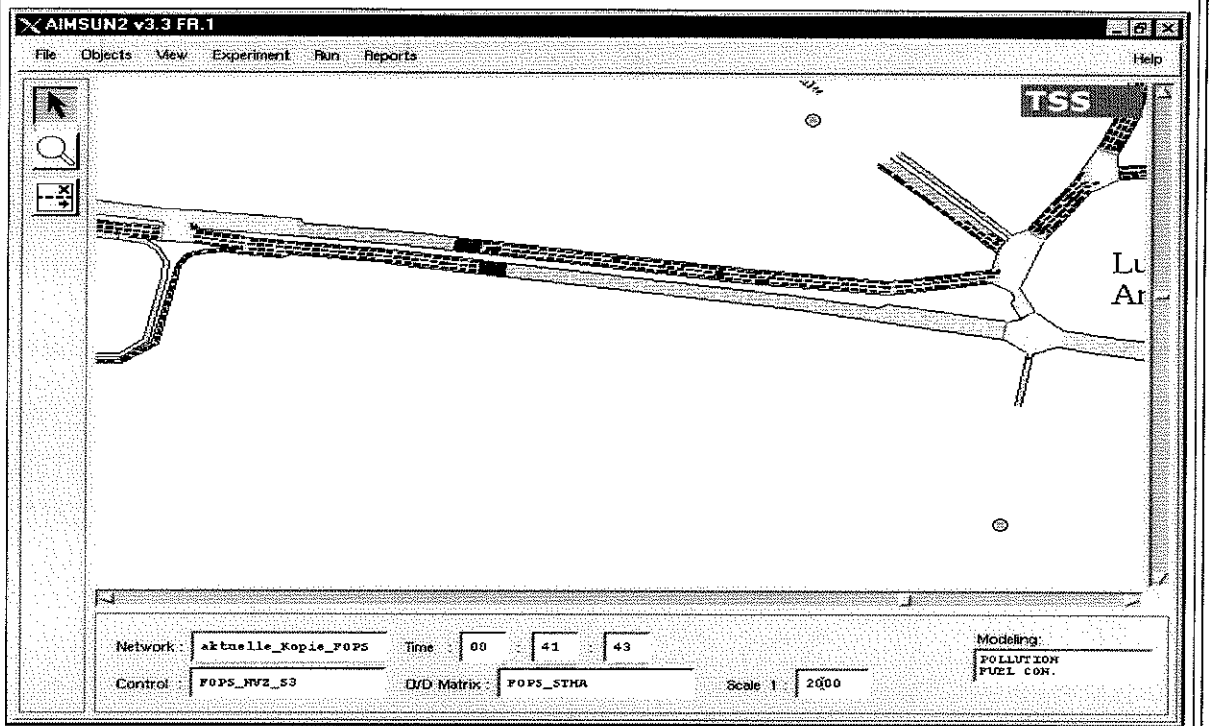 AIMSUN2 v3.3 FR.1
File Objects View Experiment Run Reports Help
TSS
Lu
Ar
Network : aktuelle_Kopie_FOPS Time : 00 : 41 : 43 Modeling:
POLLUTION
FUEL CON.
Control : FOPS_NVZ_S3 O/D Matrix : FOPS_STHA Scale 1 : 2000